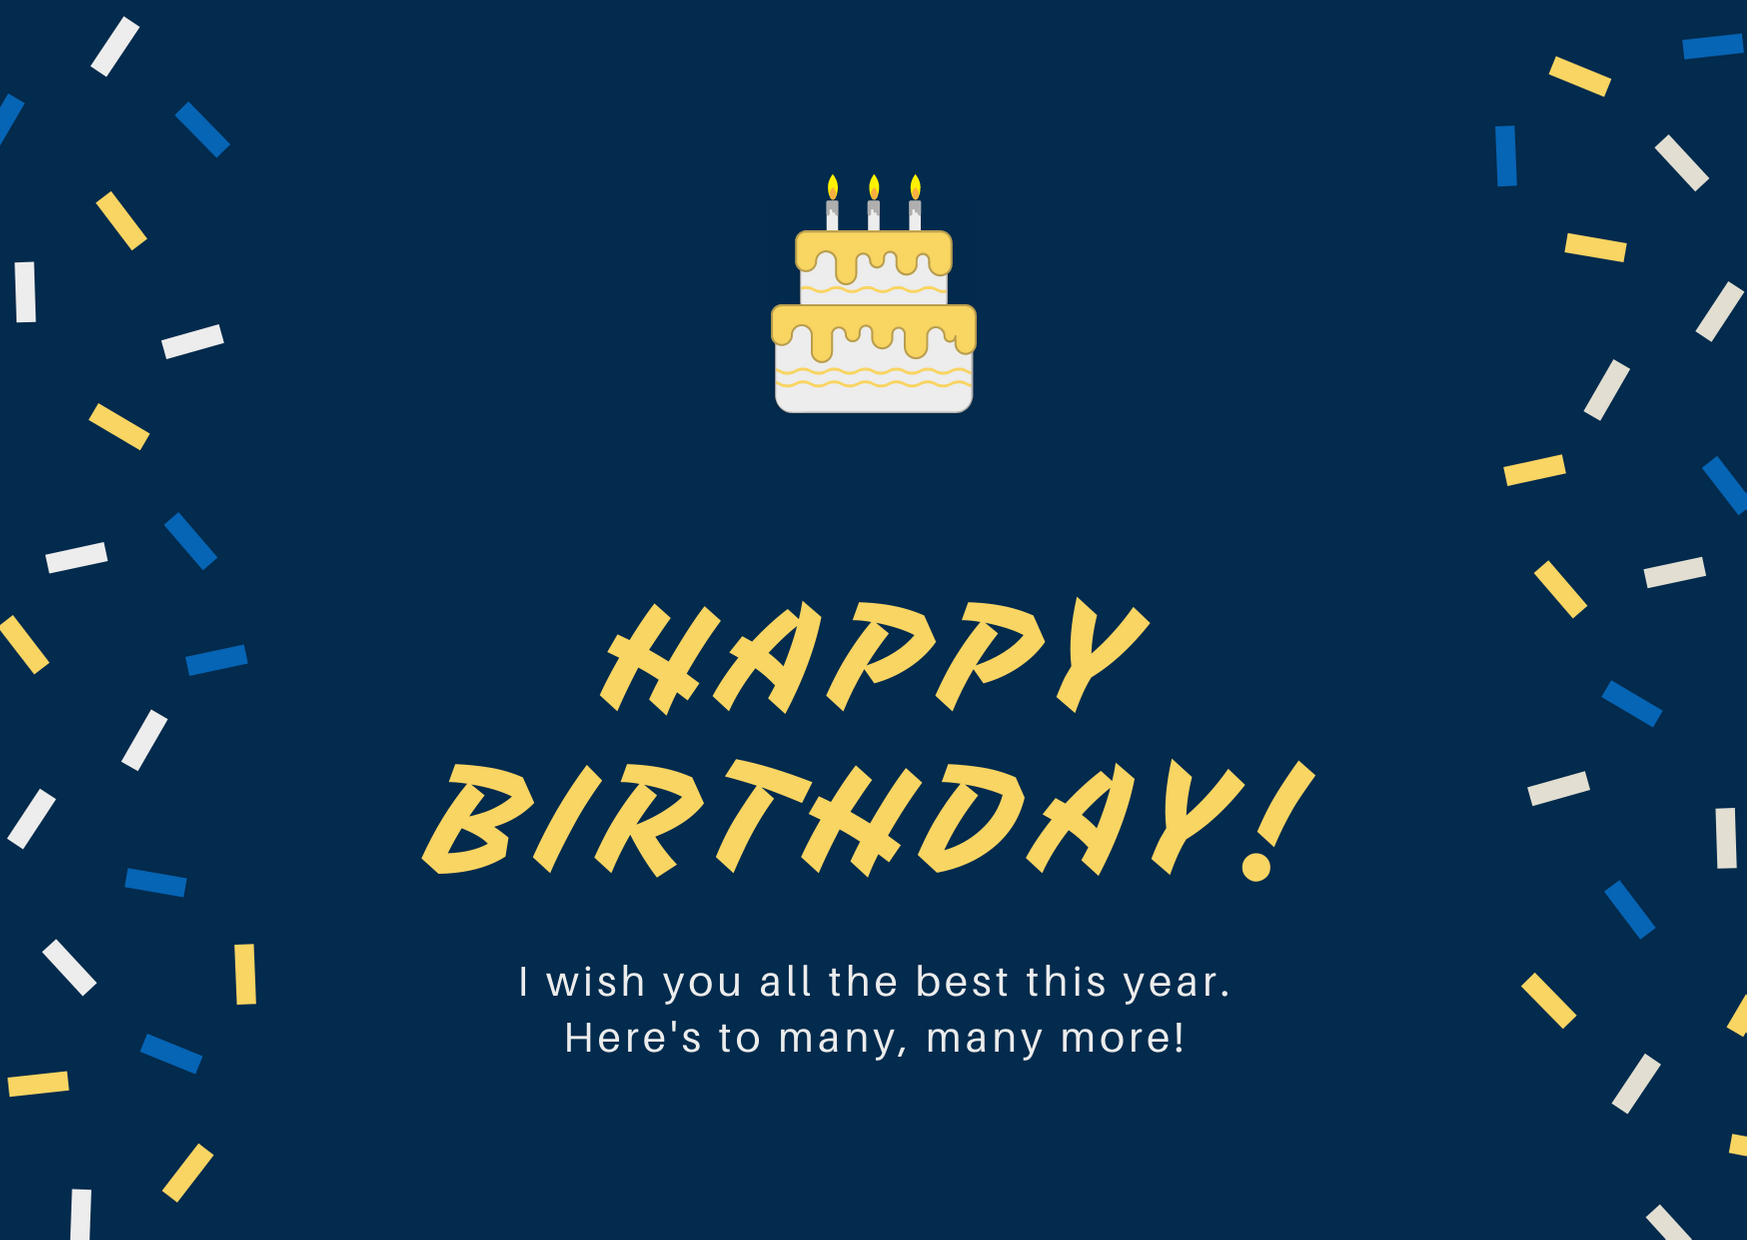 HAPPY
BIRTHDAY!
I wish you all the best this year.
Here's to many, many more!